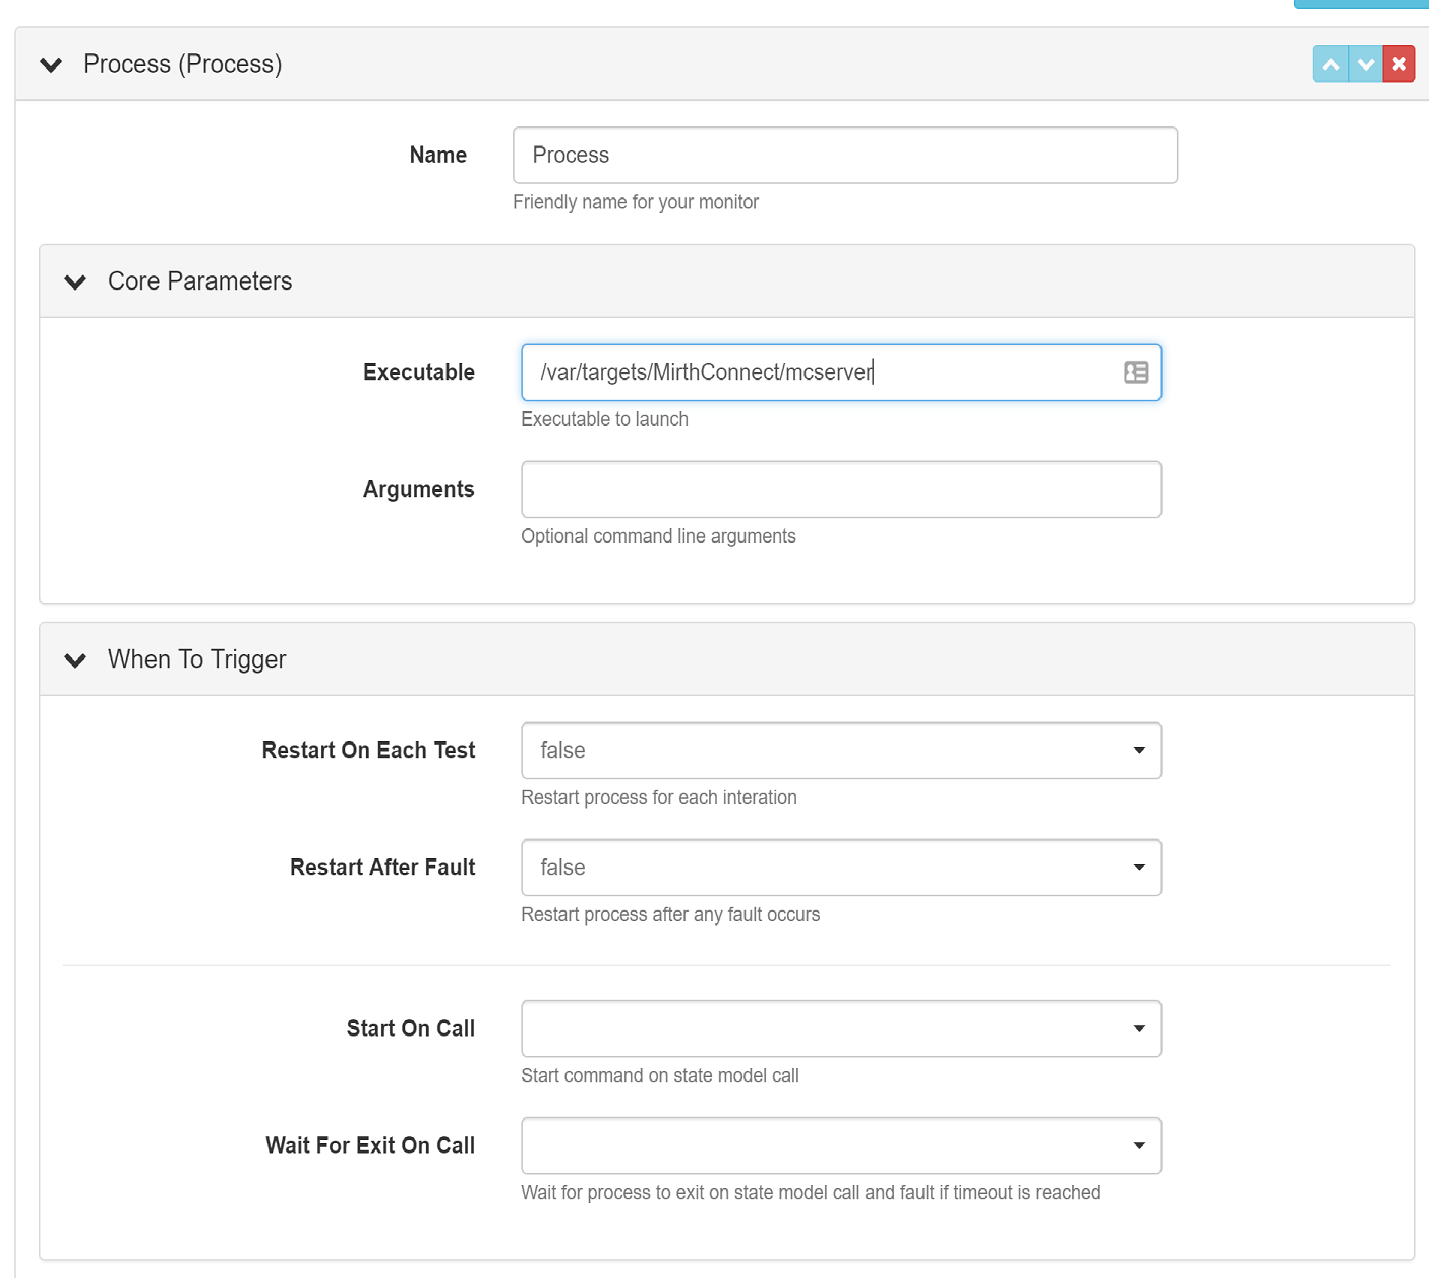 Process (Process)
Name
Process
Friendly name for your monitor
Core Parameters
Executable
/var/targets/MirthConnect/mcserver
Executable to launch
Arguments
Optional command line arguments
When To Trigger
Restart On Each Test
false
Restart process for each interation
Restart After Fault
false
Restart process after any fault occurs
Start On Call
Start command on state model call
Wait For Exit On Call
Wait for process to exit on state model call and fault if timeout is reached